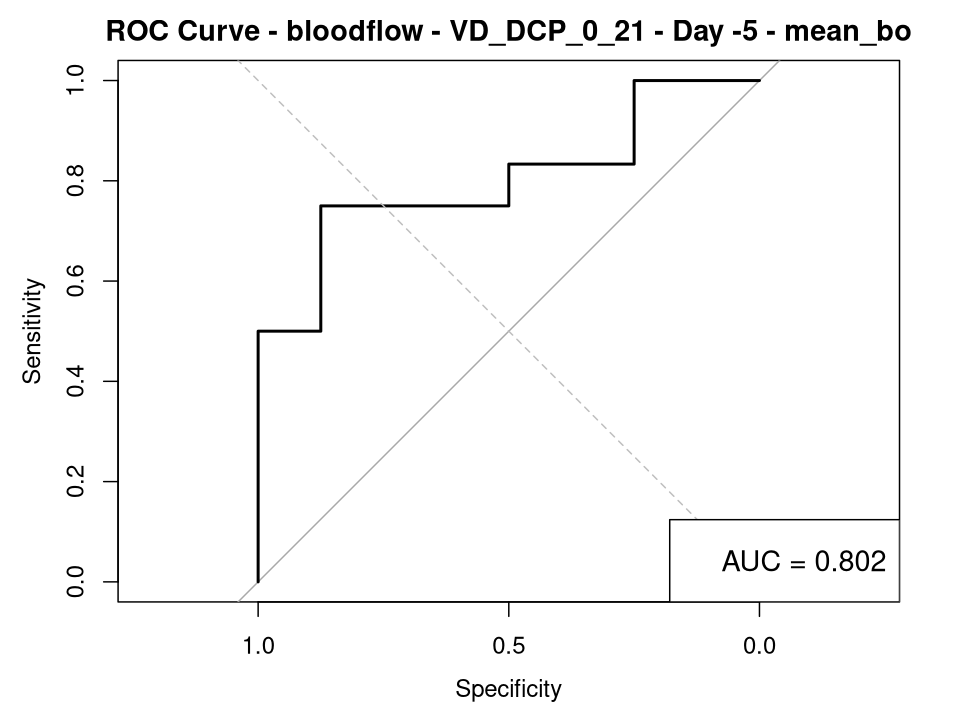 ROC Curve - bloodflow - VD_DCP_0_21 - Day -5 - mean_bo
1.0
0.8
0.6
0.4
0.2
0.0
Sensitivity
AUC = 0.802
1.0 0.5 0.0
Specificity